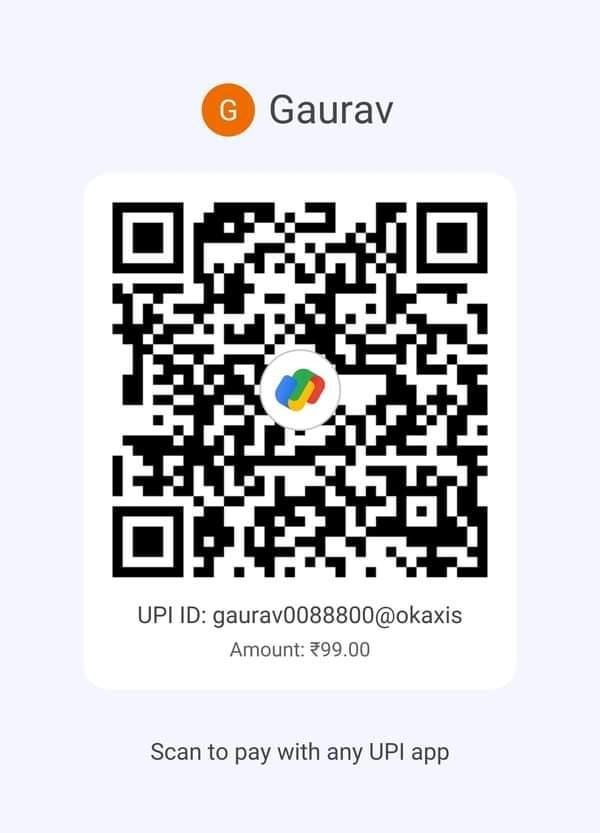 G Gaurav
UPI ID: gaurav0088800@okaxis
Amount: ₹99.00
Scan to pay with any UPI app